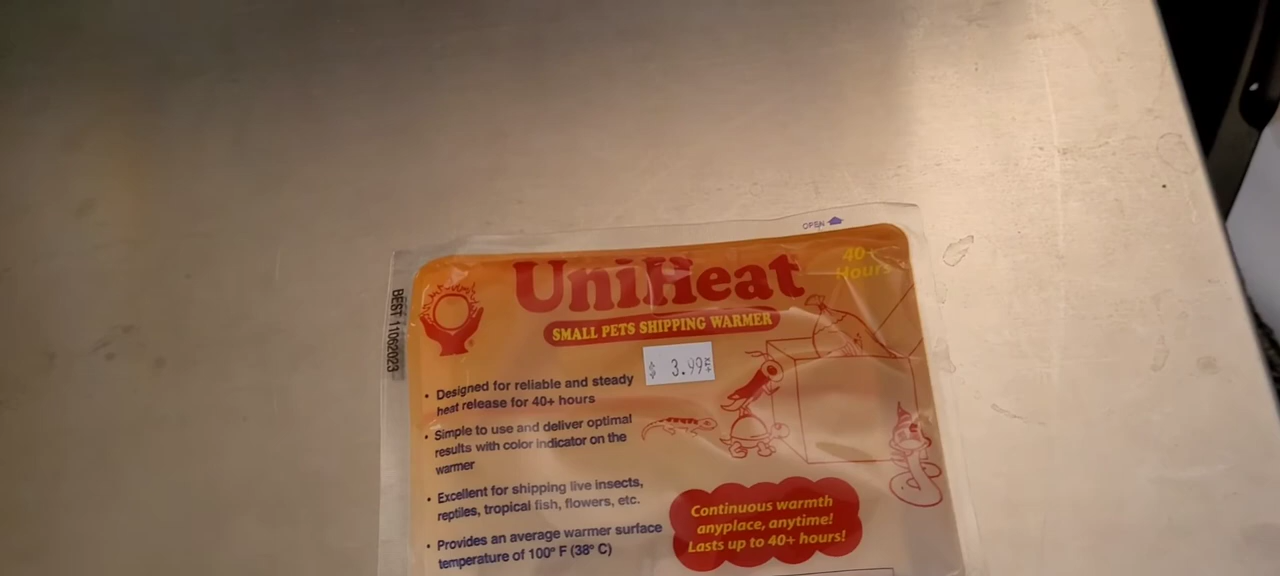 OPEN
UniHeat
40+
Hours
SMALL PETS SHIPPING WARMER
BEST 11062023
$ 3.99
• Designed for reliable and steady
heat release for 40+ hours
• Simple to use and deliver optimal
results with color indicator on the
warmer
• Excellent for shipping live insects,
reptiles, tropical fish, flowers, etc.
• Provides an average warmer surface
temperature of 100° F (38° C)
Continuous warmth
anyplace, anytime!
Lasts up to 40+ hours!